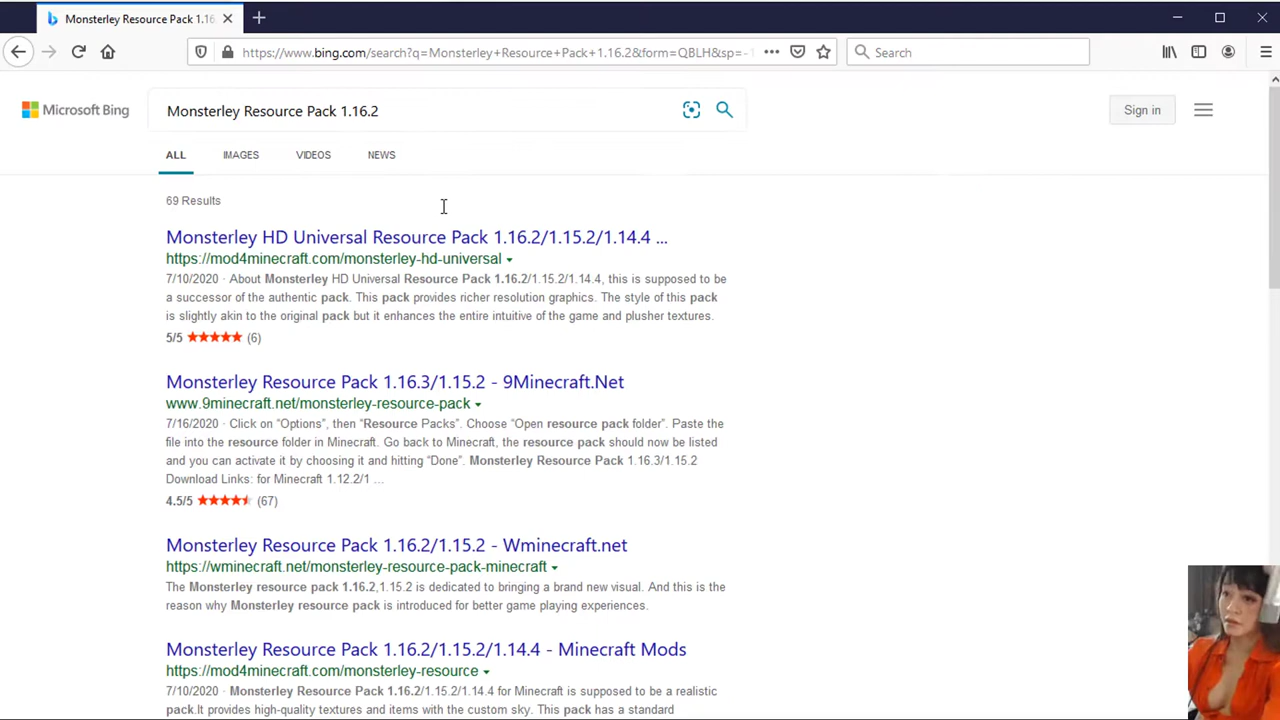 Monsterley Resource Pack 1.16
https://www.bing.com/search?q=Monsterley+Resource+Pack+1.16.2&form=QBLH&sp=-1
Search
Microsoft Bing
Monsterley Resource Pack 1.16.2
Sign in
ALL IMAGES VIDEOS NEWS
69 Results
Monsterley HD Universal Resource Pack 1.16.2/1.15.2/1.14.4 ...
https://mod4minecraft.com/monsterley-hd-universal
7/10/2020 · About Monsterley HD Universal Resource Pack 1.16.2/1.15.2/1.14.4, this is supposed to be
a successor of the authentic pack. This pack provides richer resolution graphics. The style of this pack
is slightly akin to the original pack but it enhances the entire intuitive of the game and plusher textures.
5/5 (6)
Monsterley Resource Pack 1.16.3/1.15.2 - 9Minecraft.Net
www.9minecraft.net/monsterley-resource-pack
7/16/2020 · Click on “Options”, then “Resource Packs”. Choose “Open resource pack folder”. Paste the
file into the resource folder in Minecraft. Go back to Minecraft, the resource pack should now be listed
and you can activate it by choosing it and hitting “Done”. Monsterley Resource Pack 1.16.3/1.15.2
Download Links: for Minecraft 1.12.2/1 ...
4.5/5 (67)
Monsterley Resource Pack 1.16.2/1.15.2 - Wminecraft.net
https://wminecraft.net/monsterley-resource-pack-minecraft
The Monsterley resource pack 1.16.2,1.15.2 is dedicated to bringing a brand new visual. And this is the
reason why Monsterley resource pack is introduced for better game playing experiences.
Monsterley Resource Pack 1.16.2/1.15.2/1.14.4 - Minecraft Mods
https://mod4minecraft.com/monsterley-resource
7/10/2020 · Monsterley Resource Pack 1.16.2/1.15.2/1.14.4 for Minecraft is supposed to be a realistic
pack.It provides high-quality textures and items with the custom sky. This pack has a standard